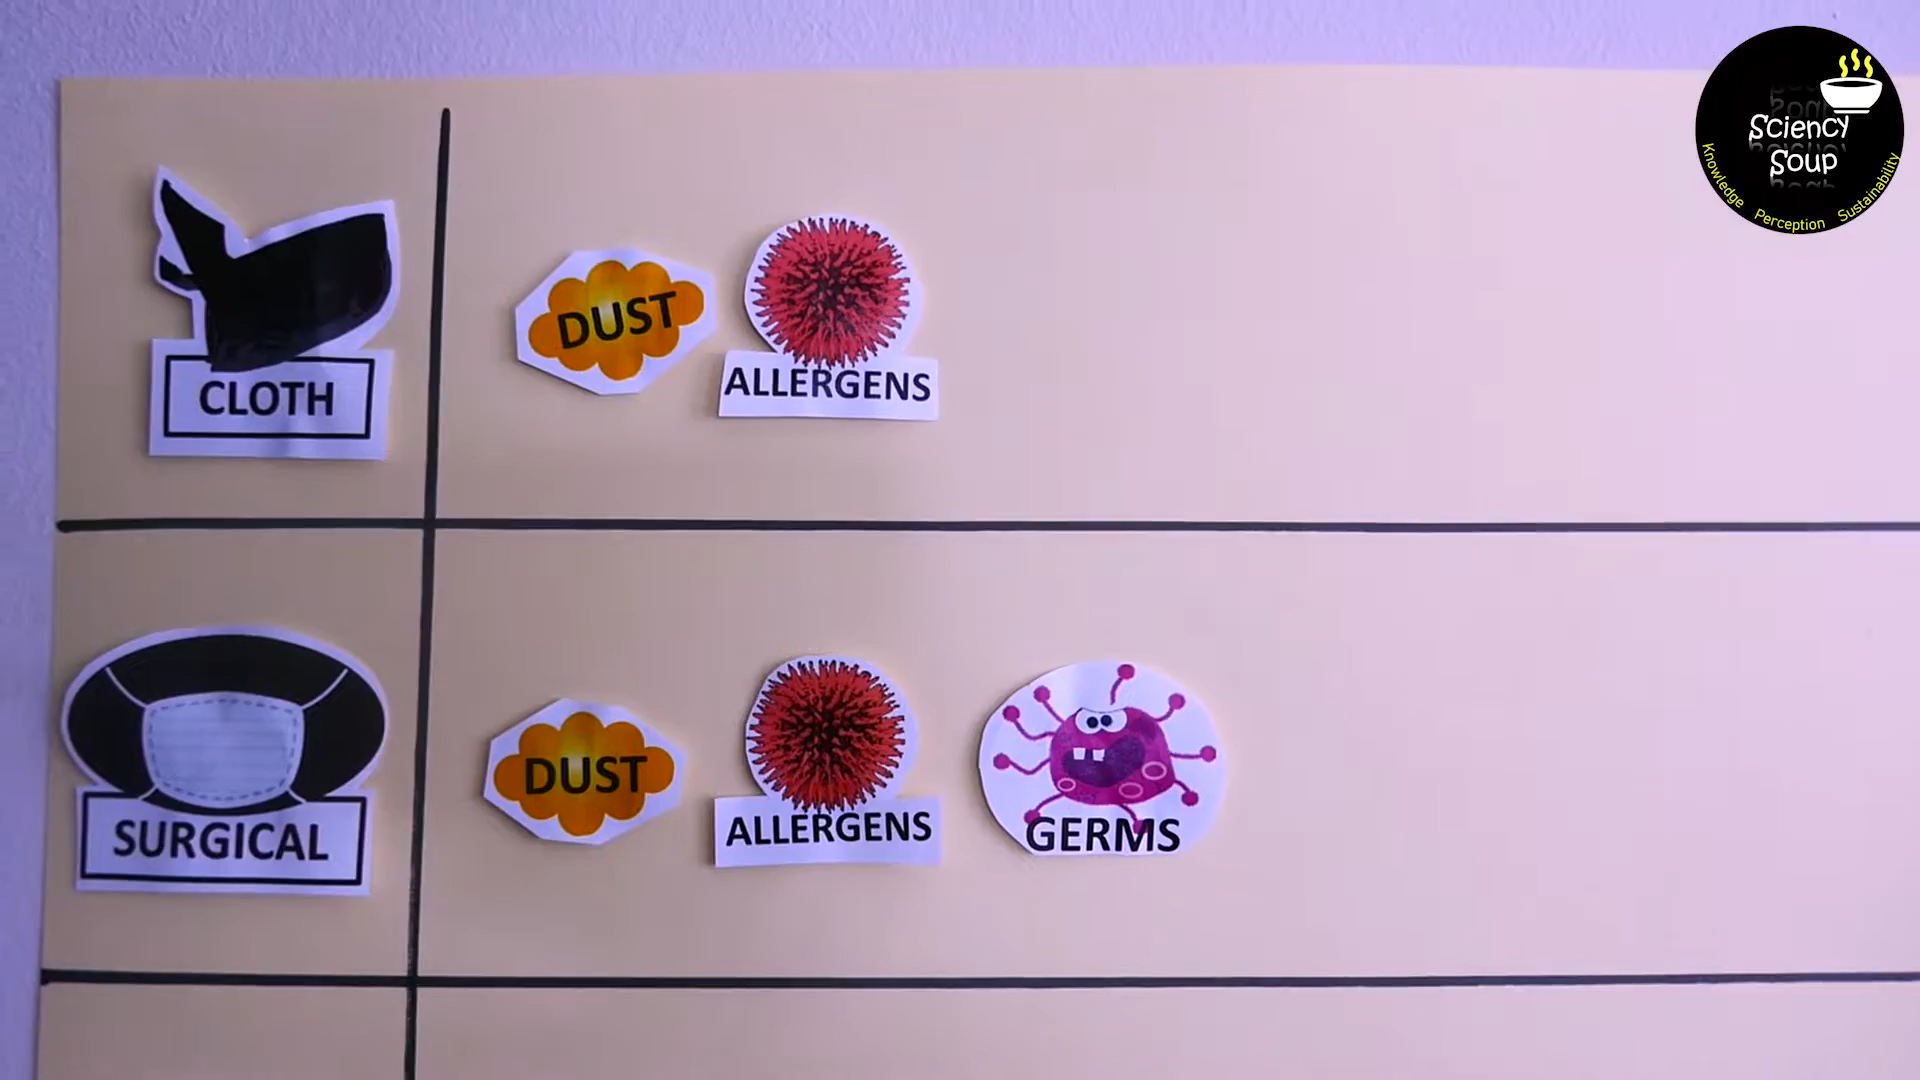 Sciency
Soup
Knowledge Perception Sustainability
DUST
ALLERGENS
CLOTH
DUST
ALLERGENS
GERMS
SURGICAL